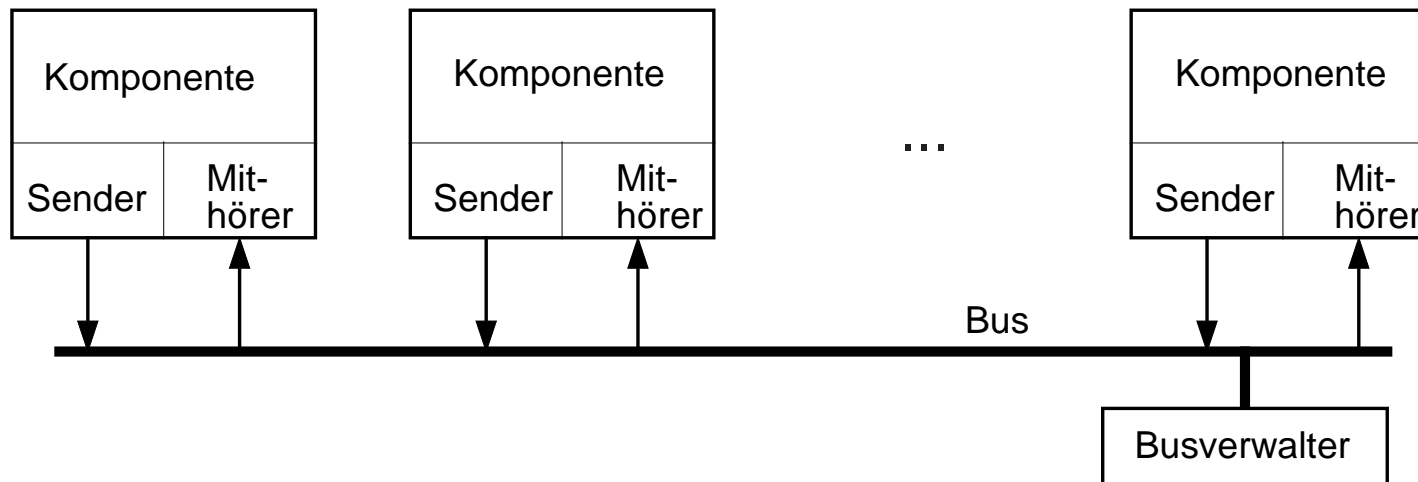 Komponente
Sender
Mit-
hörer
Komponente
Sender
Mit-
hörer
...
Komponente
Sender
Mit-
hörer
Bus
Busverwalter